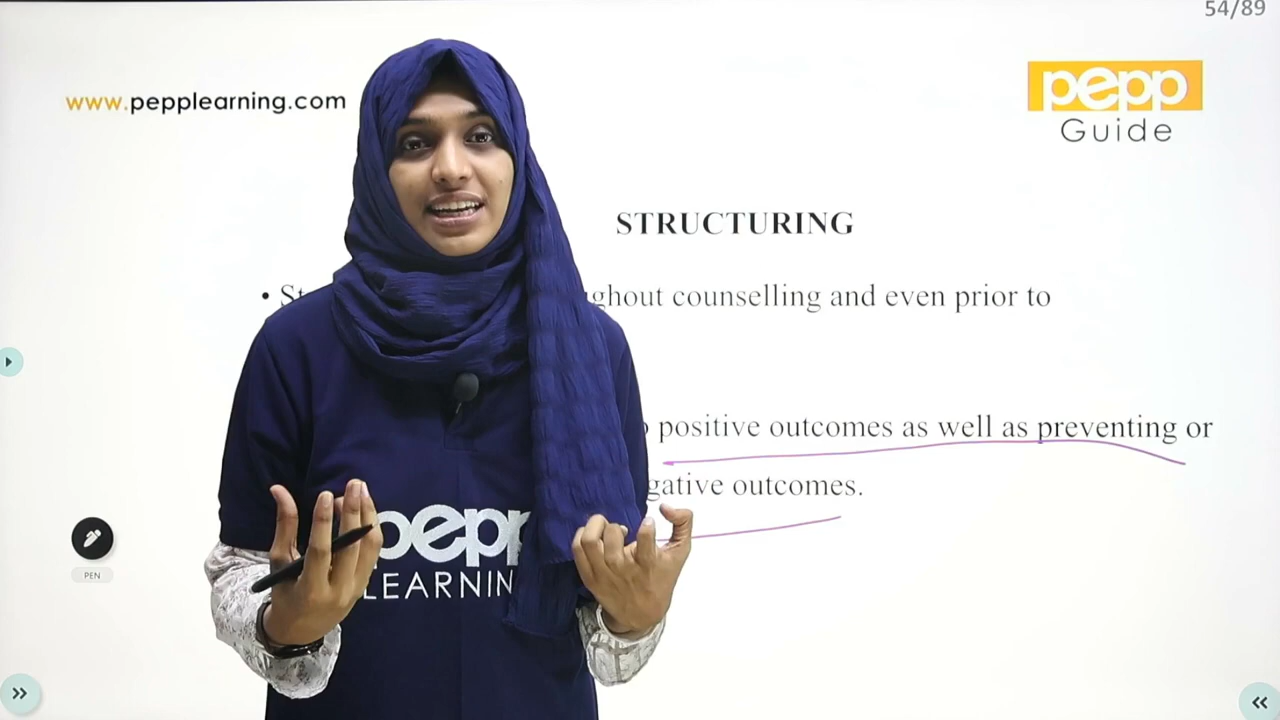 54/89
www.pepplearning.com
pepp
Guide
STRUCTURING
• St ghout counselling and even prior to
positive outcomes as well as preventing or
gative outcomes.
pepp
LEARNIN
PEN